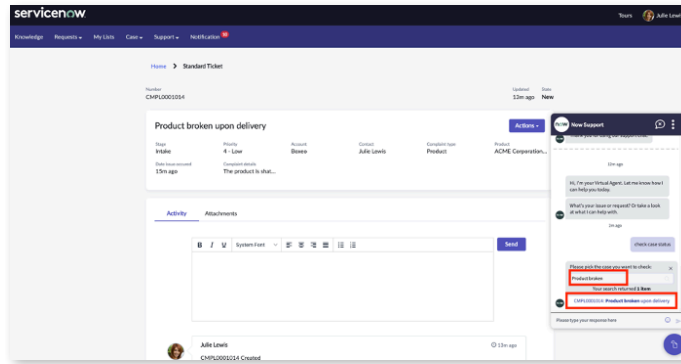 servicenow
Tours Julie Lewis
Knowledge Requests My Lists Case Support Notification
Home > Standard Ticket
Number
CMPL0001014
Updated State
13m ago New
Product broken upon delivery
Actions
Stage Priority Account Contact Complaint type Product
Intake 4 - Low Boxeo Julie Lewis Product ACME Corporation...
Date issue occured Complaint details
15m ago The product is shat...
Activity Attachments
B I U System Font
Send
Julie Lewis
13m ago
CMPL0001014 Created
Now Support
Hi, I'm your Virtual Agent. Let me know how I
can help you today.
What's your issue or request? Or take a look
at what I can help with.
1m ago
check case status
Please pick the case you want to check:
Product broken
Your search returned 1 item
CMPL0001014: Product broken upon delivery
Please type your response here